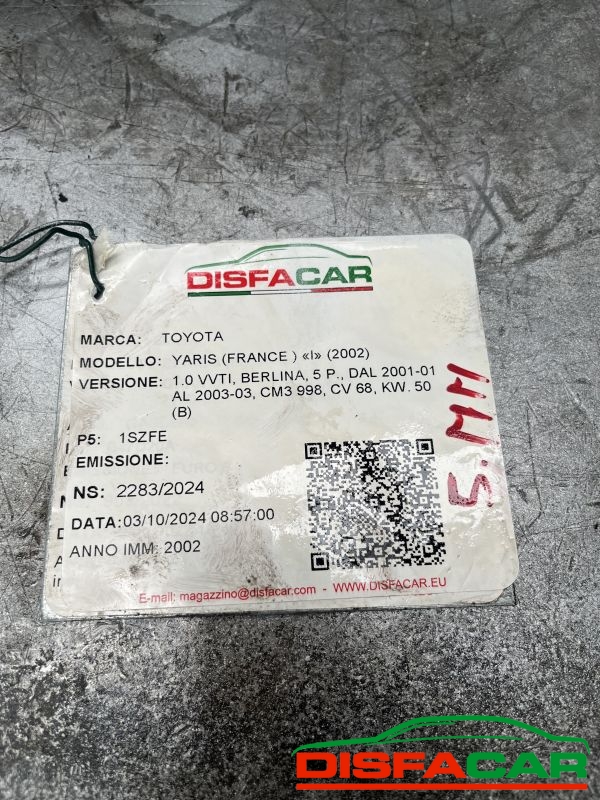 DISFACAR
MARCA: TOYOTA
MODELLO: YARIS (FRANCE ) «I» (2002)
VERSIONE: 1.0 VVTI, BERLINA, 5 P., DAL 2001-01
AL 2003-03, CM3 998, CV 68, KW. 50
(B)
P5: 1SZFE
EMISSIONE:
NS: 2283/2024
DATA: 03/10/2024 08:57:00
ANNO IMM: 2002
E-mail: magazzino@disfacar.com - WWW.DISFACAR.EU
DISFACAR